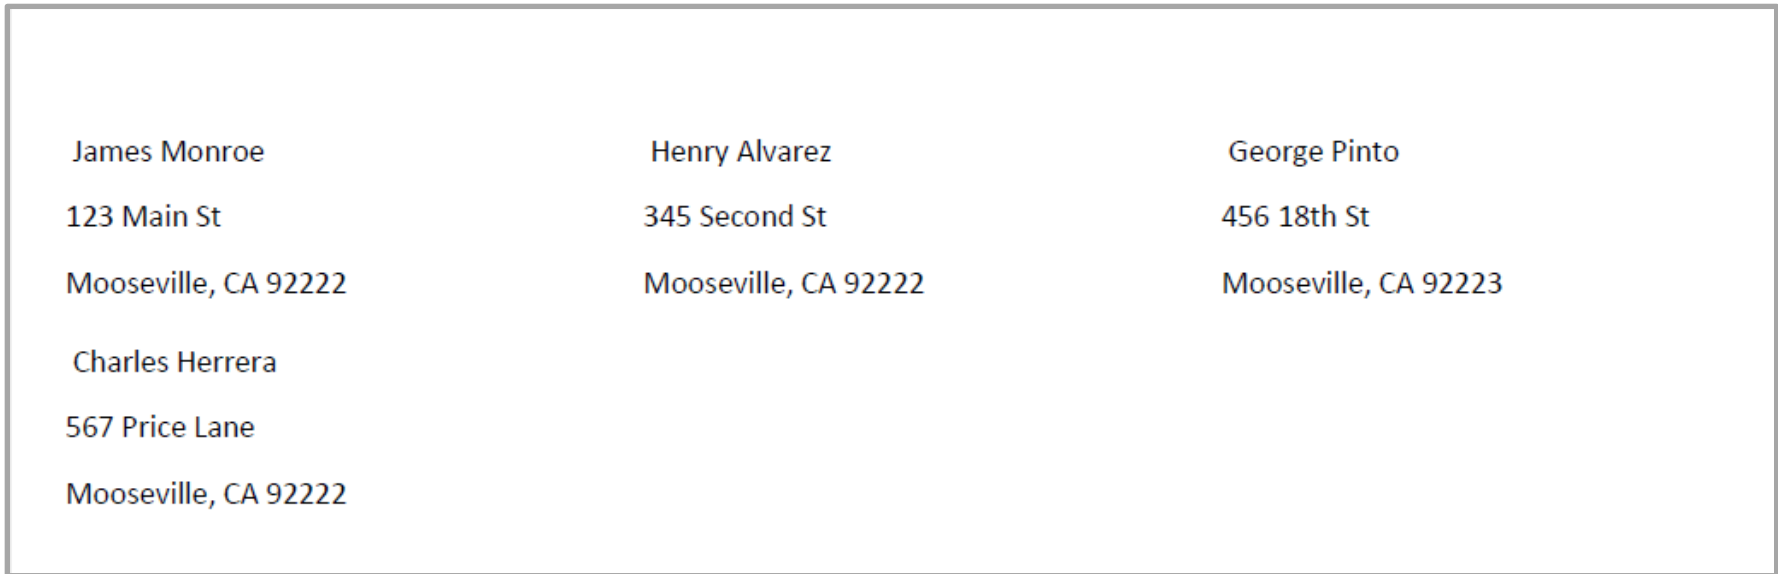 James Monroe
123 Main St
Mooseville, CA 92222
Henry Alvarez
345 Second St
Mooseville, CA 92222
George Pinto
456 18th St
Mooseville, CA 92223
Charles Herrera
567 Price Lane
Mooseville, CA 92222